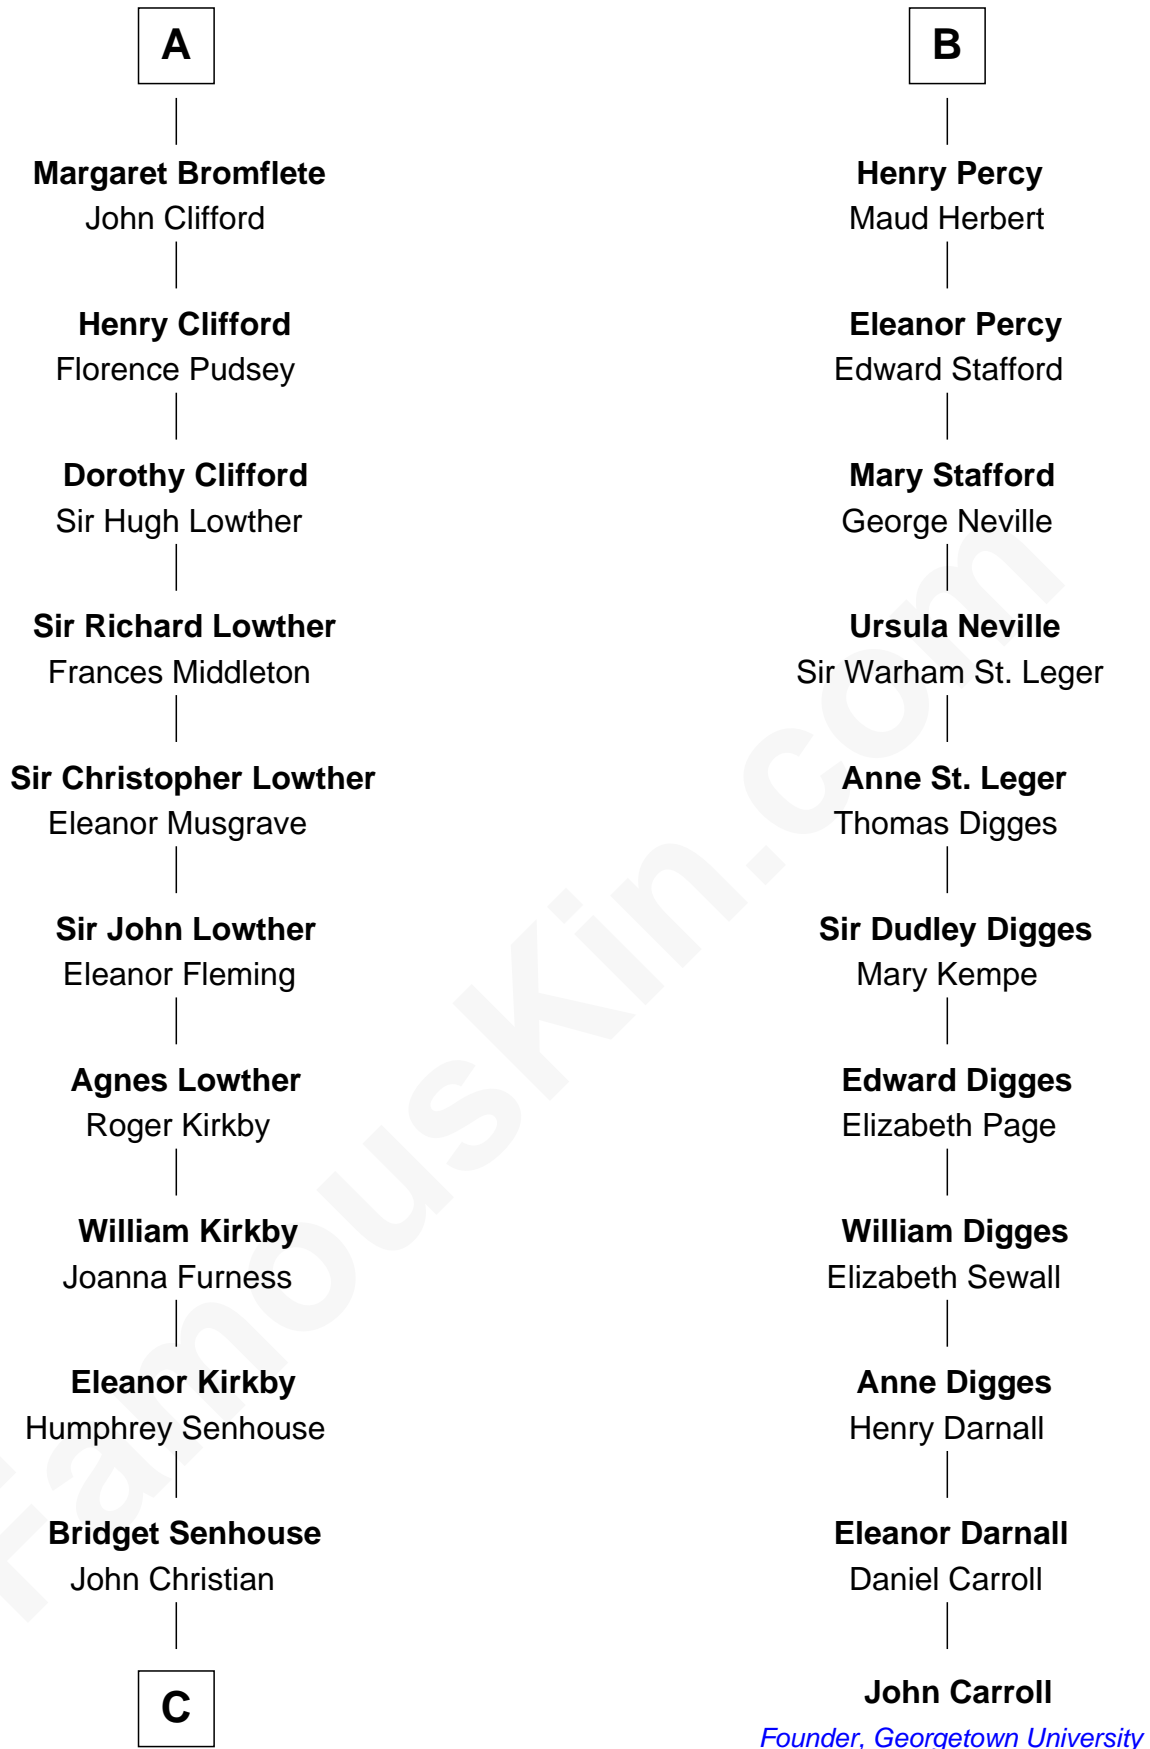 A
Margaret Bromflete
John Clifford
Henry Clifford
Florence Pudsey
Dorothy Clifford
Sir Hugh Lowther
Sir Richard Lowther
Frances Middleton
Sir Christopher Lowther
Eleanor Musgrave
Sir John Lowther
Eleanor Fleming
Agnes Lowther
Roger Kirkby
William Kirkby
Joanna Furness
Eleanor Kirkby
Humphrey Senhouse
Bridget Senhouse
John Christian
C
B
Henry Percy
Maud Herbert
Eleanor Percy
Edward Stafford
Mary Stafford
George Neville
Ursula Neville
Sir Warham St. Leger
Anne St. Leger
Thomas Digges
Sir Dudley Digges
Mary Kempe
Edward Digges
Elizabeth Page
William Digges
Elizabeth Sewall
Anne Digges
Henry Darnall
Eleanor Darnall
Daniel Carroll
John Carroll
Founder, Georgetown University
FamousKin.com